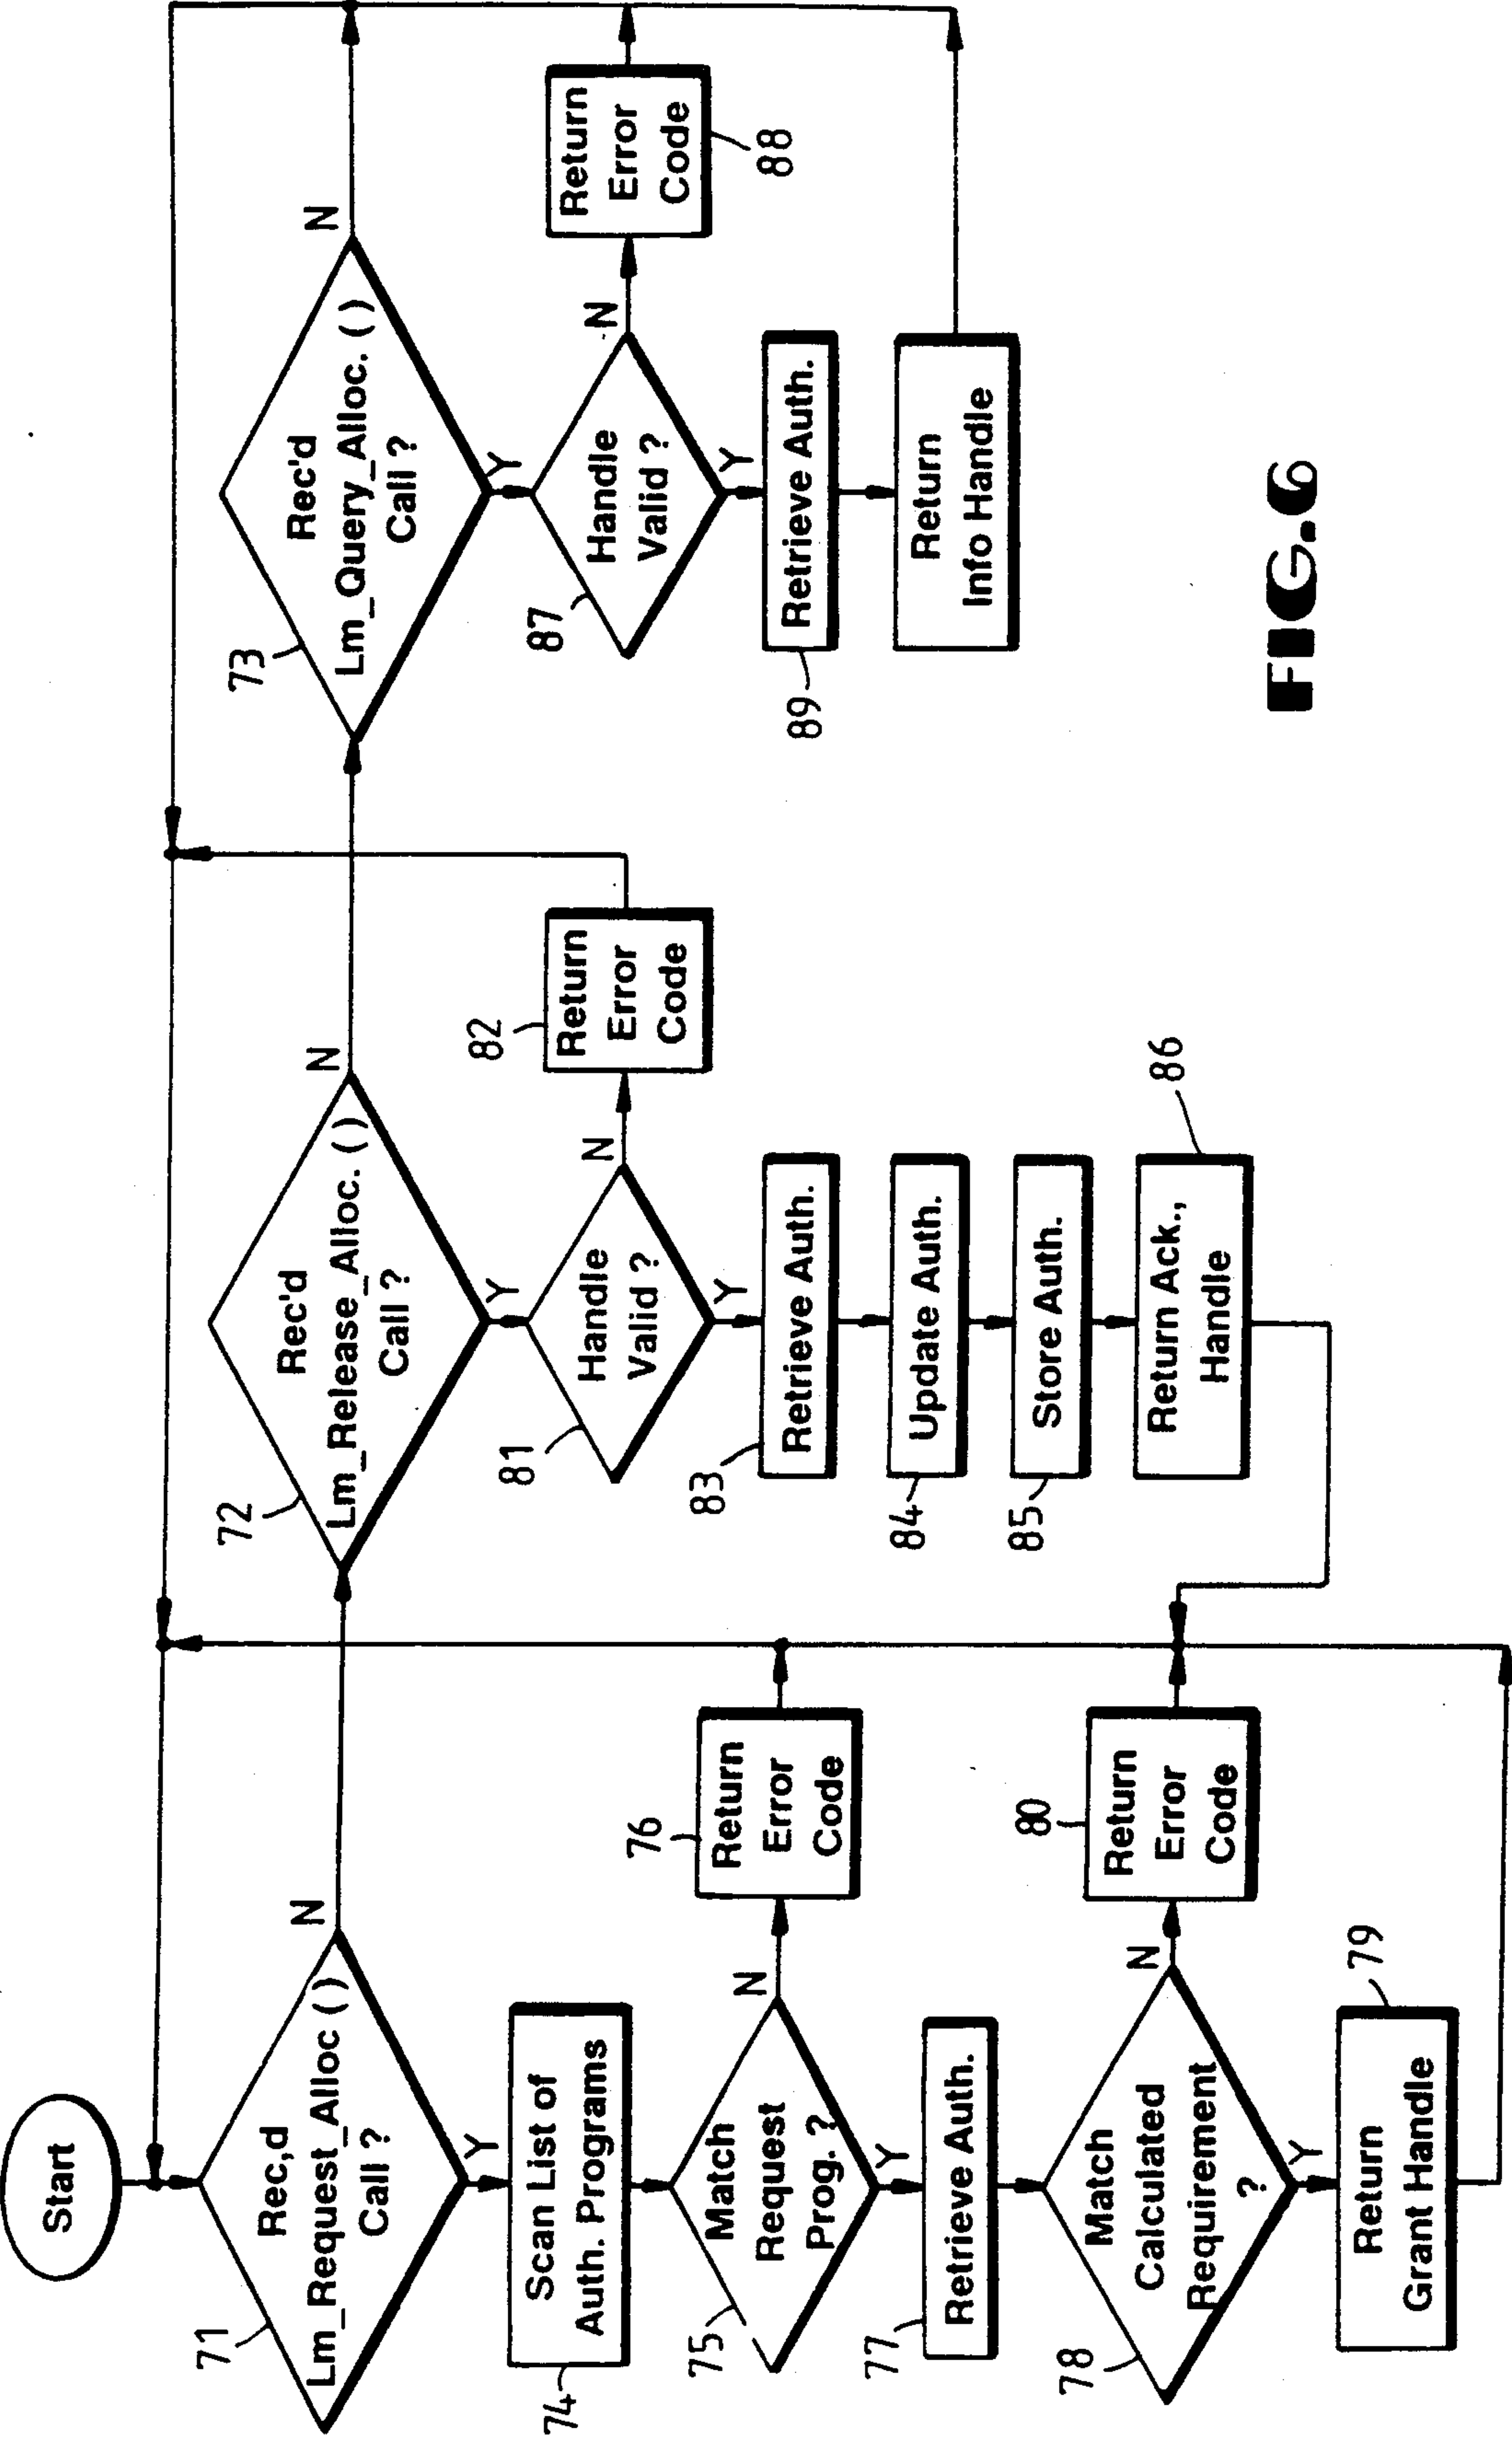 Start
71
Rec,d
Lm_Request_Alloc ()
Call ?
N
Y
74
Scan List of
Auth. Programs
75
Match
Request
Prog. ?
N
76
Return
Error
Code
Y
77
Retrieve Auth.
78
Match
Calculated
Requirement
?
N
80
Return
Error
Code
Y
79
Return
Grant Handle
72
Rec'd
Lm_Release_Alloc. ()
Call ?
N
Y
81
Handle
Valid ?
N
82
Return
Error
Code
Y
83
Retrieve Auth.
84
Update Auth.
85
Store Auth.
86
Return Ack.,
Handle
73
Rec'd
Lm_Query_Alloc. ()
Call ?
N
Y
87
Handle
Valid ?
N
88
Return
Error
Code
Y
89
Retrieve Auth.
Return
Info Handle
FIG.6